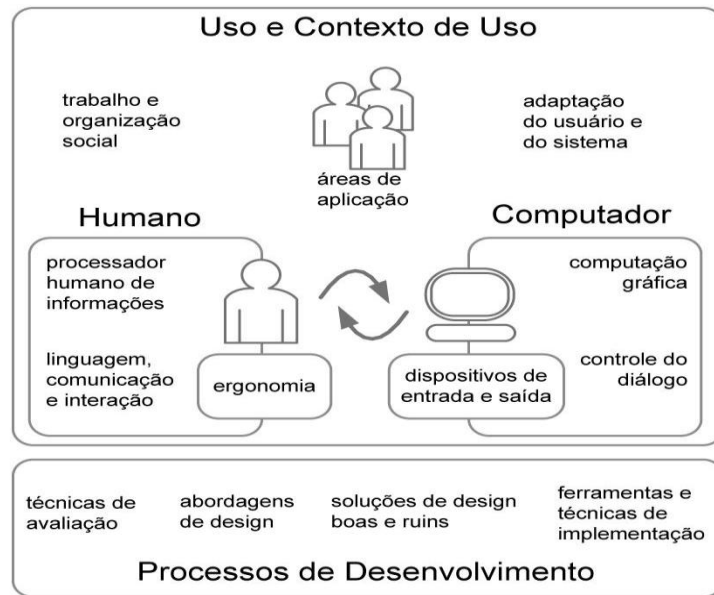 Uso e Contexto de Uso
trabalho e
organização
social
áreas de
aplicação
adaptação
do usuário e
do sistema
Humano
processador
humano de
informações
linguagem,
comunicação
e interação
ergonomia
Computador
computação
gráfica
controle do
diálogo
dispositivos de
entrada e saída
técnicas de
avaliação
abordagens
de design
soluções de design
boas e ruins
ferramentas e
técnicas de
implementação
Processos de Desenvolvimento